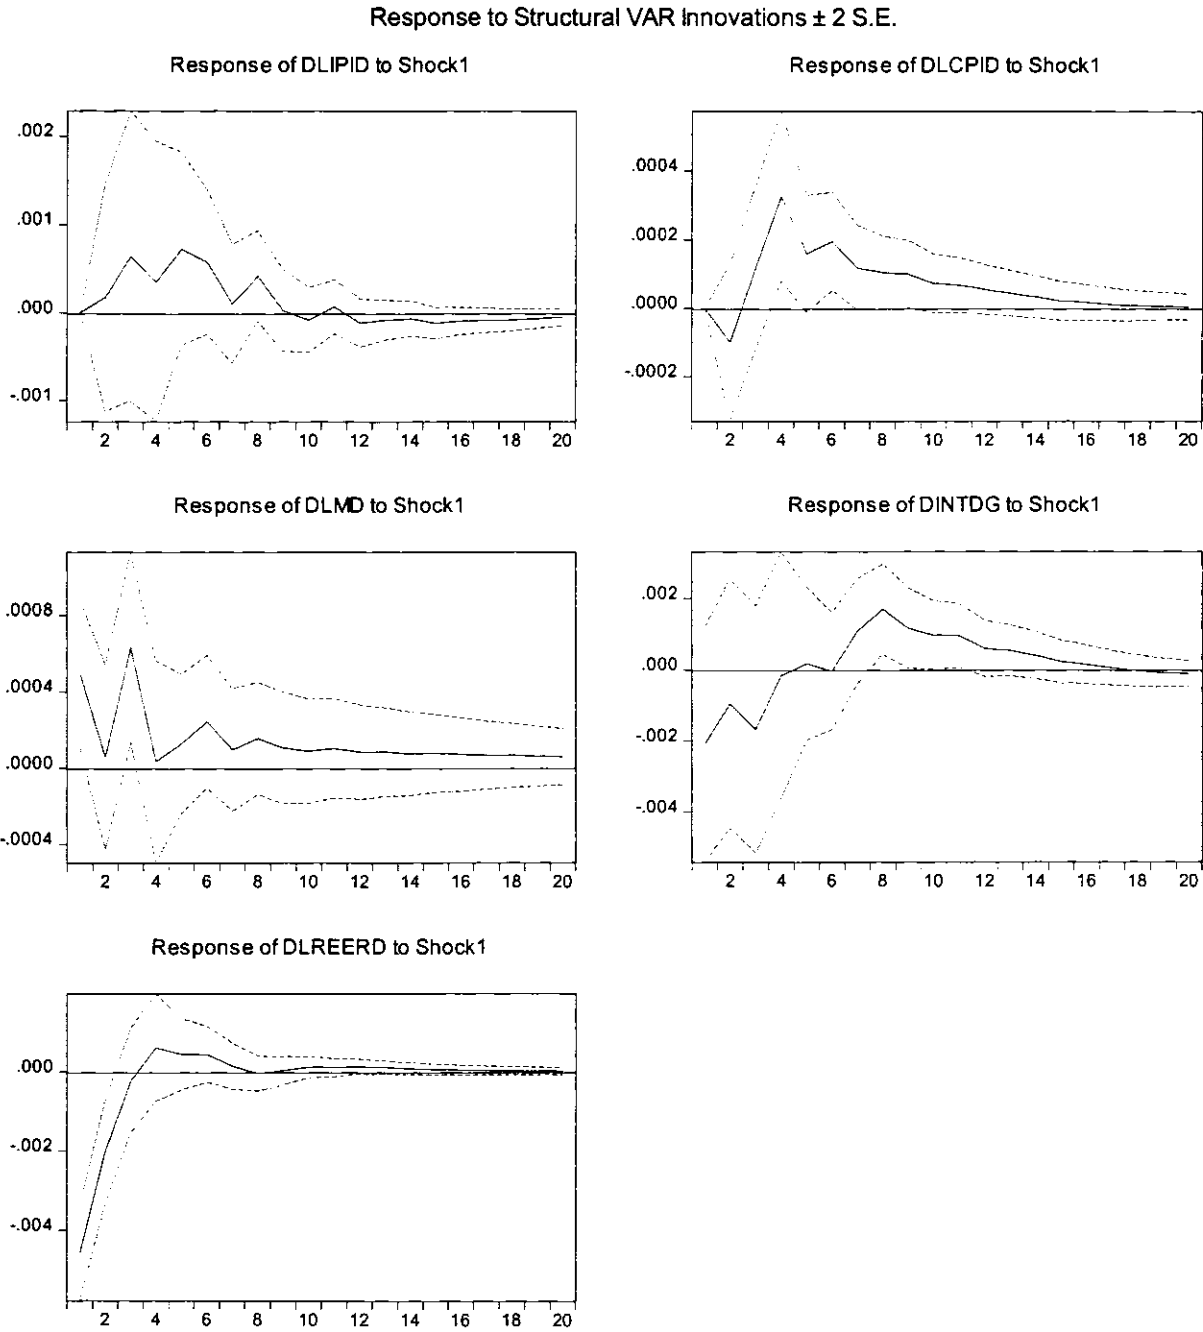 Response to Structural VAR Innovations ± 2 S.E.
Response of DLIPID to Shock1
.002
.001
.000
-.001
2 4 6 8 10 12 14 16 18 20
Response of DLCPID to Shock1
.0004
.0002
.0000
-.0002
2 4 6 8 10 12 14 16 18 20
Response of DLMD to Shock1
.0008
.0004
.0000
-.0004
2 4 6 8 10 12 14 16 18 20
Response of DINTDG to Shock1
.002
.000
-.002
-.004
2 4 6 8 10 12 14 16 18 20
Response of DLREERD to Shock1
.000
-.002
-.004
2 4 6 8 10 12 14 16 18 20